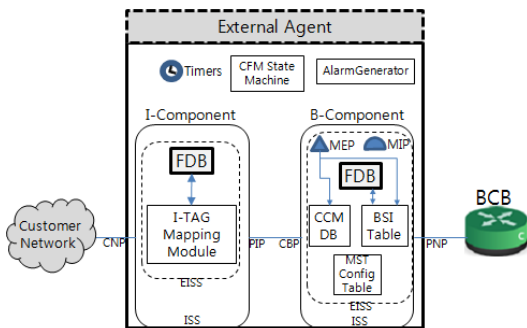 External Agent
Timers
CFM State
Machine
AlarmGenerator
I-Component
B-Component
MEP
MIP
FDB
FDB
BCB
Customer
Network
CNP
I-TAG
Mapping
Module
PIP
CBP
CCM
DB
BSI
Table
PNP
C
MST
Config
Table
EISS
EISS
ISS
ISS